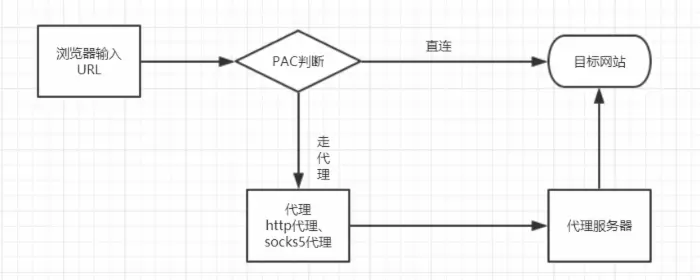 浏览器输入
URL
PAC判断
直连
目标网站
走
代
理
代理
http代理、
socks5代理
代理服务器